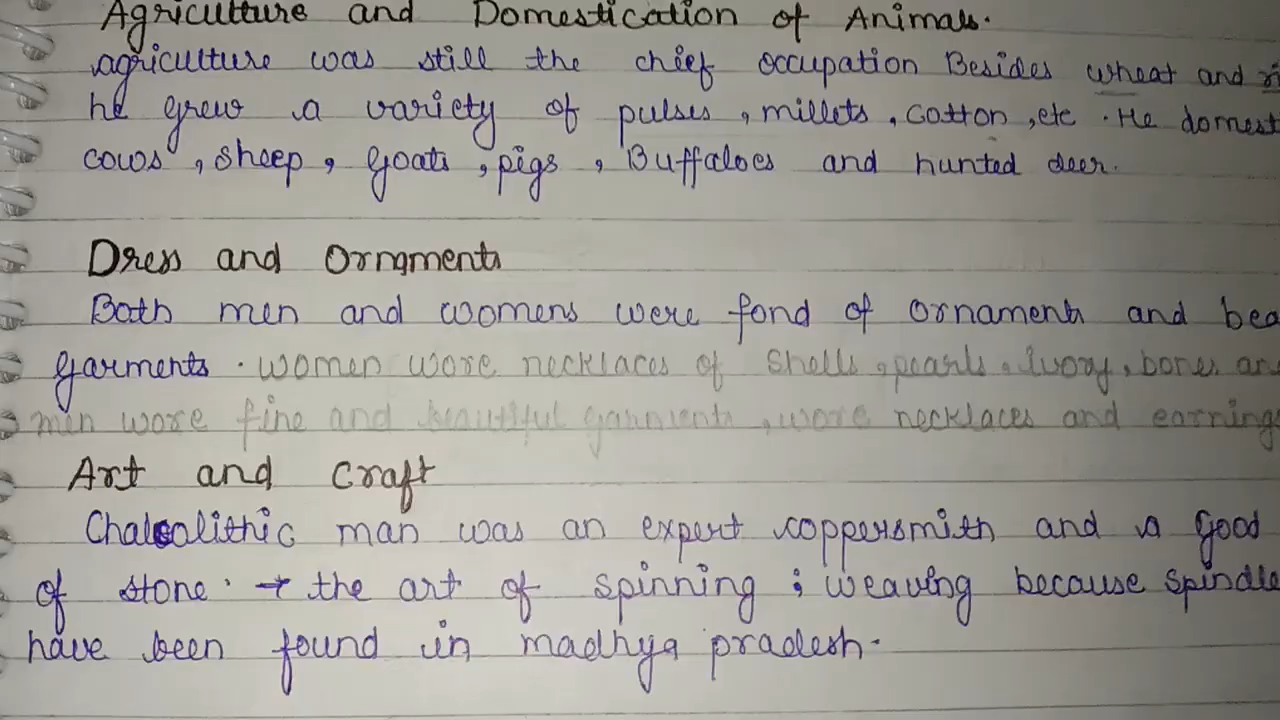 Agriculture and Domestication of Animals.
agriculture was still the chief occupation Besides wheat and
he grew a variety of pulses, millets, cotton, etc. He domest
cows, sheep, goats, pigs, Buffaloes and hunted deer.
Dress and Ornaments
Both men and womens were fond of ornaments and bea
garments. women wore necklaces of shells, pearls, Ivory, bones an
men wore fine and beautiful garments, wore necklaces and earrings
Art and Craft
Chalcolithic man was an expert coppersmith and a good
of stone. → the art of spinning ; weaving because spindle
have been found in madhya pradesh.